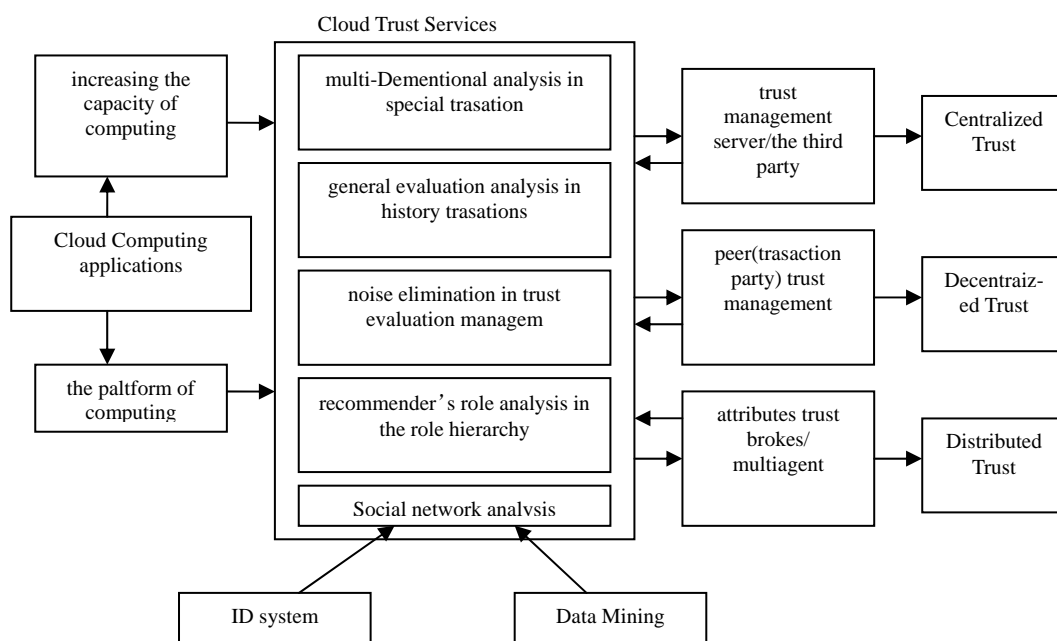 Cloud Trust Services
increasing the
capacity of
computing
Cloud Computing
applications
the paltform of
computing
multi-Dementional analysis in
special trasation
general evaluation analysis in
history trasations
noise elimination in trust
evaluation managem
recommender's role analysis in
the role hierarchy
Social network analysis
trust
management
server/the third
party
peer(trasaction
party) trust
management
attributes trust
brokes/
multiagent
Centralized
Trust
Decentraiz-
ed Trust
Distributed
Trust
ID system
Data Mining